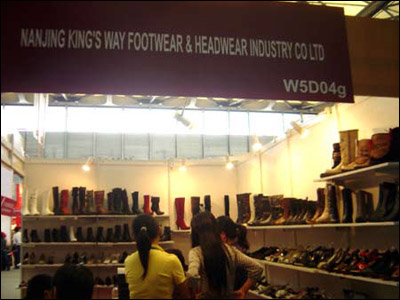 NANJING KING'S WAY FOOTWEAR & HEADWEAR INDUSTRY CO LTD
W5D04g